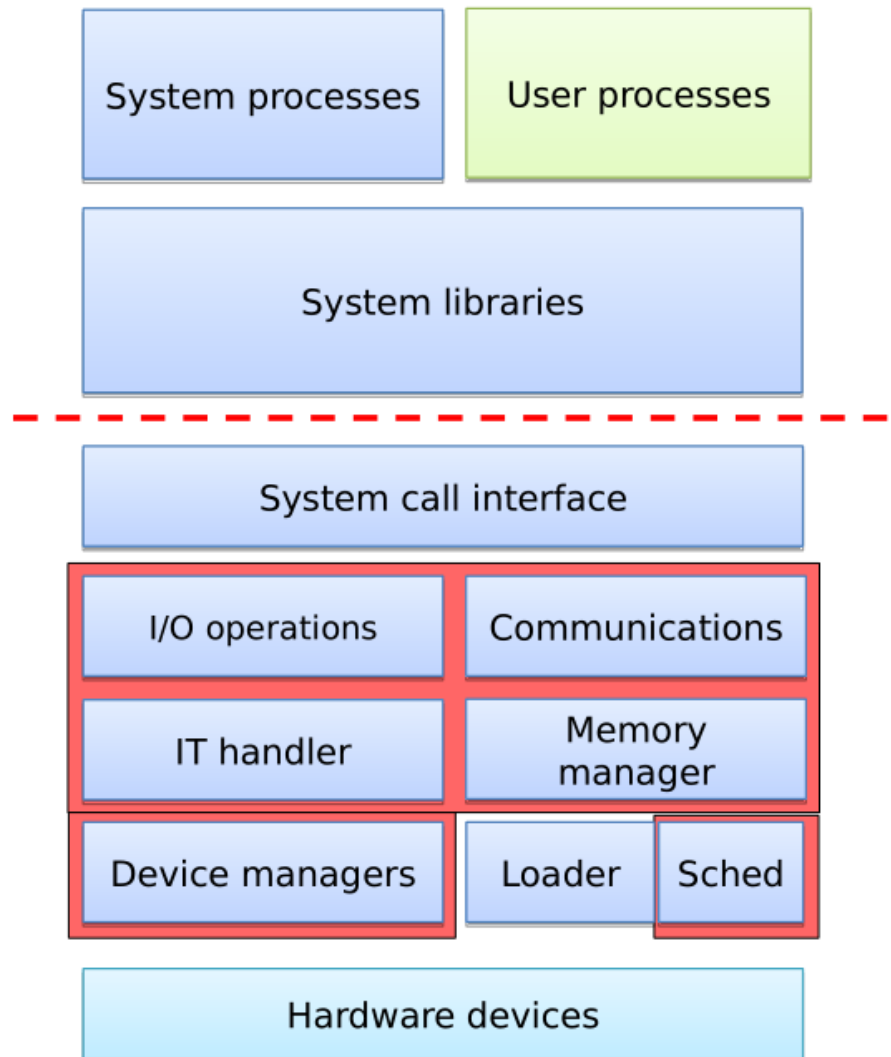 System processes
User processes
System libraries
System call interface
I/O operations
Communications
IT handler
Memory
manager
Device managers
Loader
Sched
Hardware devices